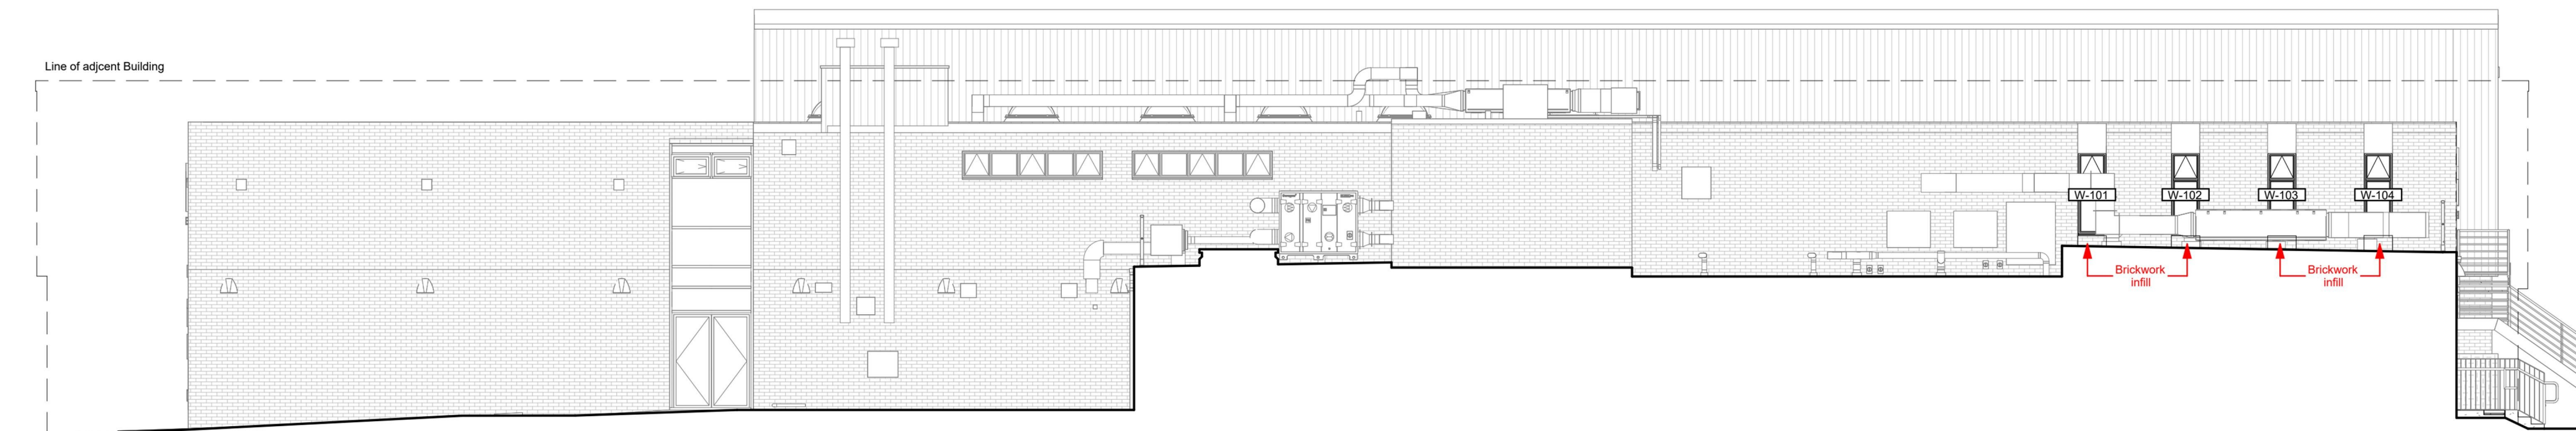 Line of adjcent Building
W-101
W-102
W-103
W-104
Brickwork
infill
Brickwork
infill